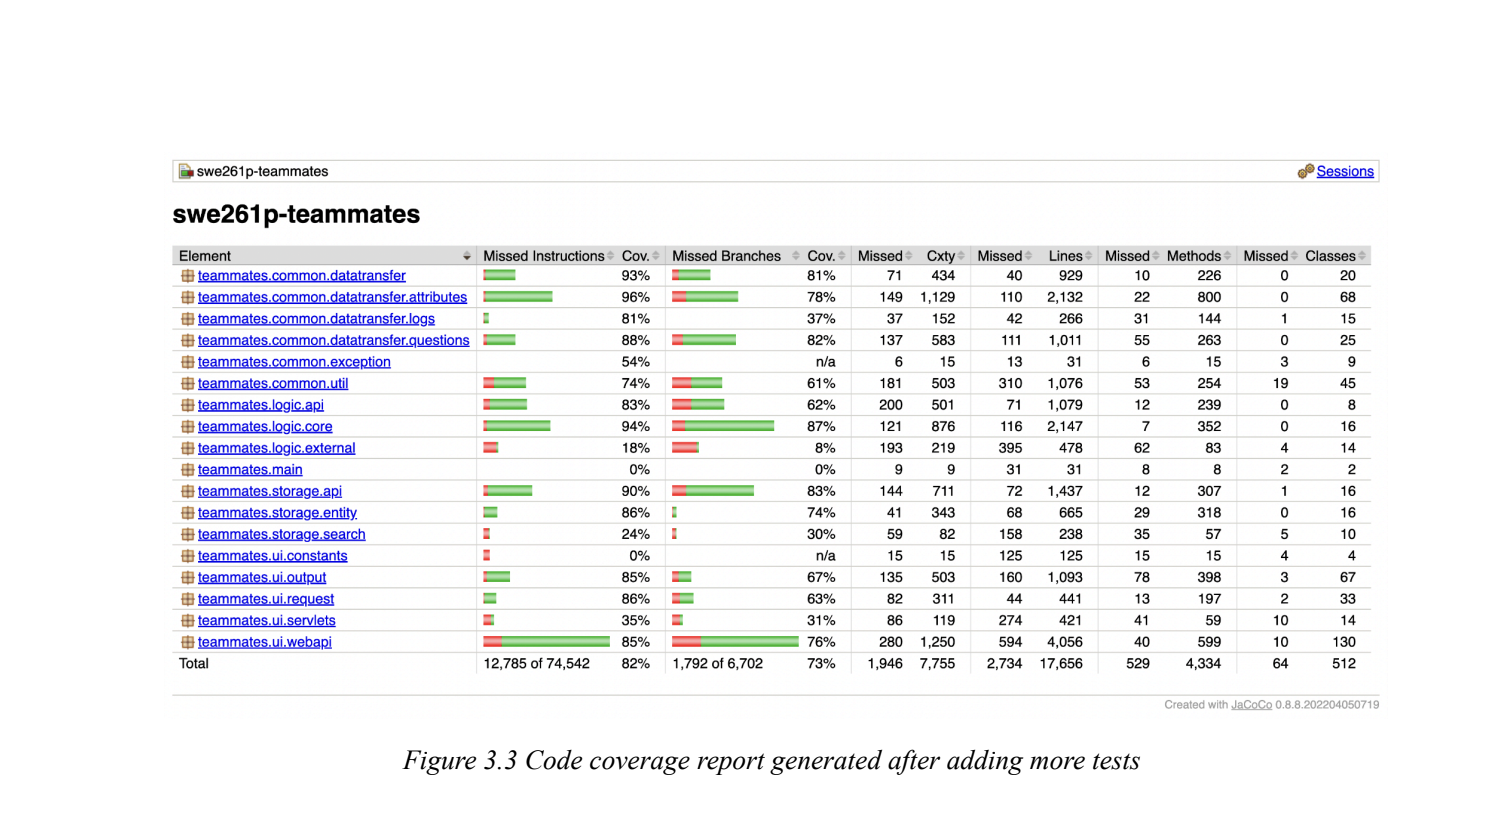 swe261p-teammates Sessions
swe261p-teammates
Element Missed Instructions Cov. Missed Branches Cov. Missed Cxty Missed Lines Missed Methods Missed Classes
teammates.common.datatransfer 93% 81% 71 434 40 929 10 226 0 20
teammates.common.datatransfer.attributes 96% 78% 149 1,129 110 2,132 22 800 0 68
teammates.common.datatransfer.logs 81% 37% 37 152 42 266 31 144 1 15
teammates.common.datatransfer.questions 88% 82% 137 583 111 1,011 55 263 0 25
teammates.common.exception 54% n/a 6 15 13 31 6 15 3 9
teammates.common.util 74% 61% 181 503 310 1,076 53 254 19 45
teammates.logic.api 83% 62% 200 501 71 1,079 12 239 0 8
teammates.logic.core 94% 87% 121 876 116 2,147 7 352 0 16
teammates.logic.external 18% 8% 193 219 395 478 62 83 4 14
teammates.main 0% 0% 9 9 31 31 8 8 2 2
teammates.storage.api 90% 83% 144 711 72 1,437 12 307 1 16
teammates.storage.entity 86% 74% 41 343 68 665 29 318 0 16
teammates.storage.search 24% 30% 59 82 158 238 35 57 5 10
teammates.ui.constants 0% n/a 15 15 125 125 15 15 4 4
teammates.ui.output 85% 67% 135 503 160 1,093 78 398 3 67
teammates.ui.request 86% 63% 82 311 44 441 13 197 2 33
teammates.ui.servlets 35% 31% 86 119 274 421 41 59 10 14
teammates.ui.webapi 85% 76% 280 1,250 594 4,056 40 599 10 130
Total 12,785 of 74,542 82% 1,792 of 6,702 73% 1,946 7,755 2,734 17,656 529 4,334 64 512
Created with JaCoCo 0.8.8.202204050719
Figure 3.3 Code coverage report generated after adding more tests